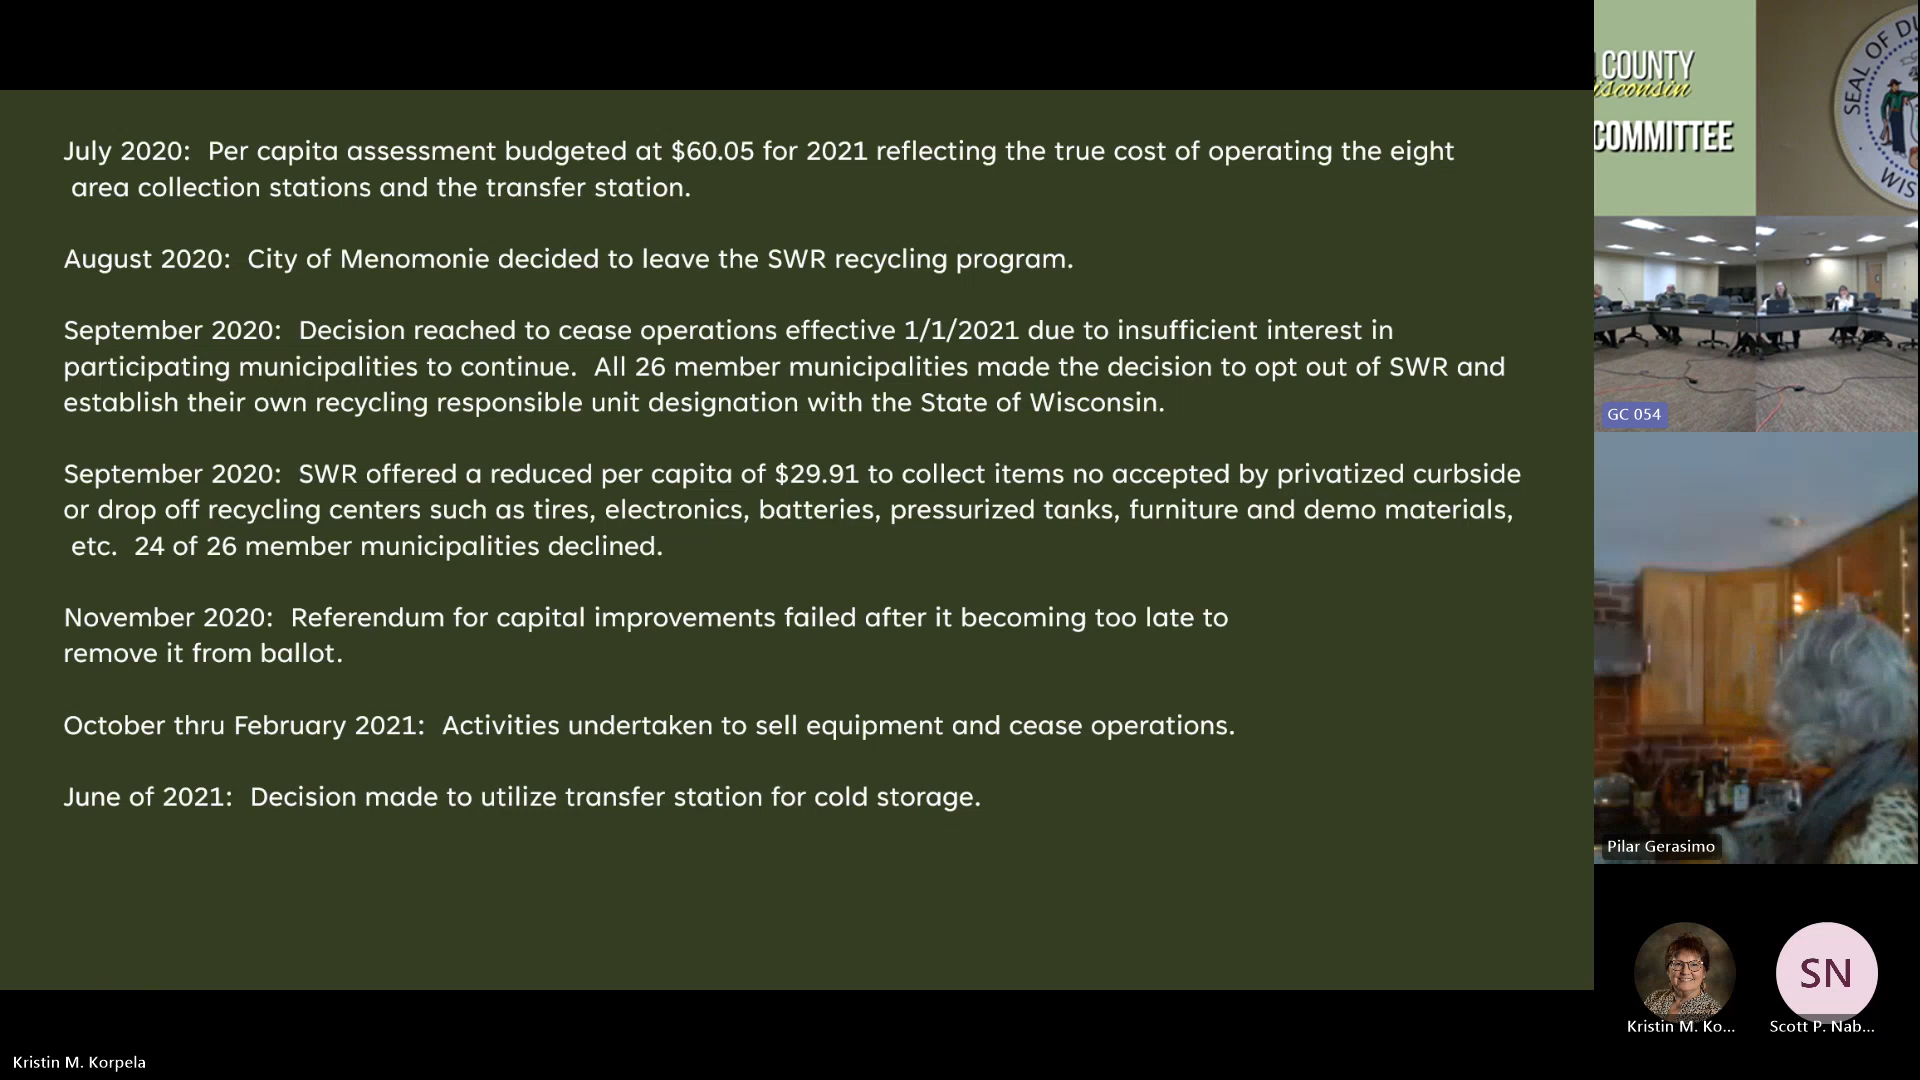 July 2020:  Per capita assessment budgeted at $60.05 for 2021 reflecting the true cost of operating the eight
area collection stations and the transfer station.
August 2020:  City of Menomonie decided to leave the SWR recycling program.
September 2020:  Decision reached to cease operations effective 1/1/2021 due to insufficient interest in
participating municipalities to continue.  All 26 member municipalities made the decision to opt out of SWR and
establish their own recycling responsible unit designation with the State of Wisconsin.
September 2020:  SWR offered a reduced per capita of $29.91 to collect items no accepted by privatized curbside
or drop off recycling centers such as tires, electronics, batteries, pressurized tanks, furniture and demo materials,
etc.  24 of 26 member municipalities declined.
November 2020:  Referendum for capital improvements failed after it becoming too late to
remove it from ballot.
October thru February 2021:  Activities undertaken to sell equipment and cease operations.
June of 2021:  Decision made to utilize transfer station for cold storage.
COUNTY
isconsin
COMMITTEE
SEAL OF DU
WIS
GC 054
Pilar Gerasimo
SN
Kristin M. Ko...
Scott P. Nab...
Kristin M. Korpela